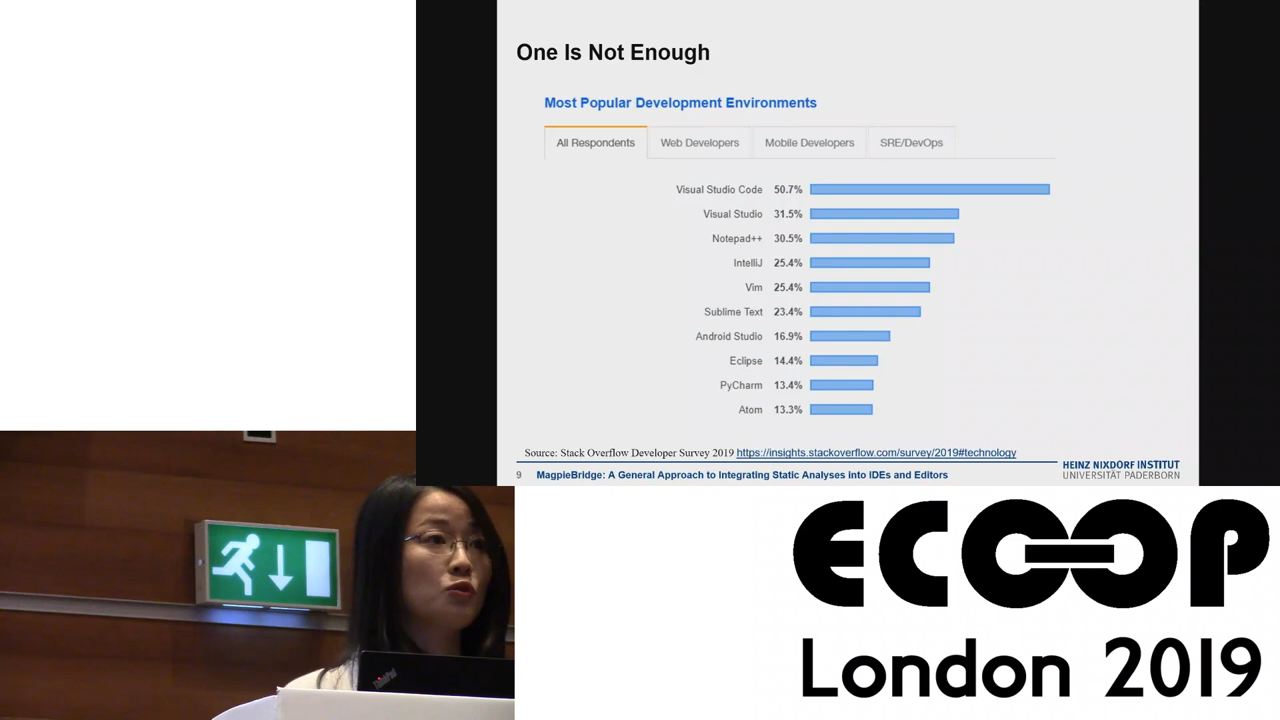 One Is Not Enough
Most Popular Development Environments
All Respondents Web Developers Mobile Developers SRE/DevOps
Visual Studio Code 50.7%
Visual Studio 31.5%
Notepad++ 30.5%
IntelliJ 25.4%
Vim 25.4%
Sublime Text 23.4%
Android Studio 16.9%
Eclipse 14.4%
PyCharm 13.4%
Atom 13.3%
Source: Stack Overflow Developer Survey 2019 https://insights.stackoverflow.com/survey/2019#technology
9 MagpieBridge: A General Approach to Integrating Static Analyses into IDEs and Editors
HEINZ NIXDORF INSTITUT
UNIVERSITÄT PADERBORN
ThinkPad
ECOOP
London 2019